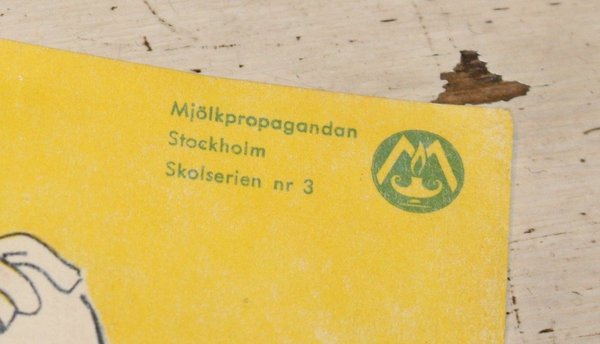 Mjölkpropagandan
Stockholm
Skolserien nr 3